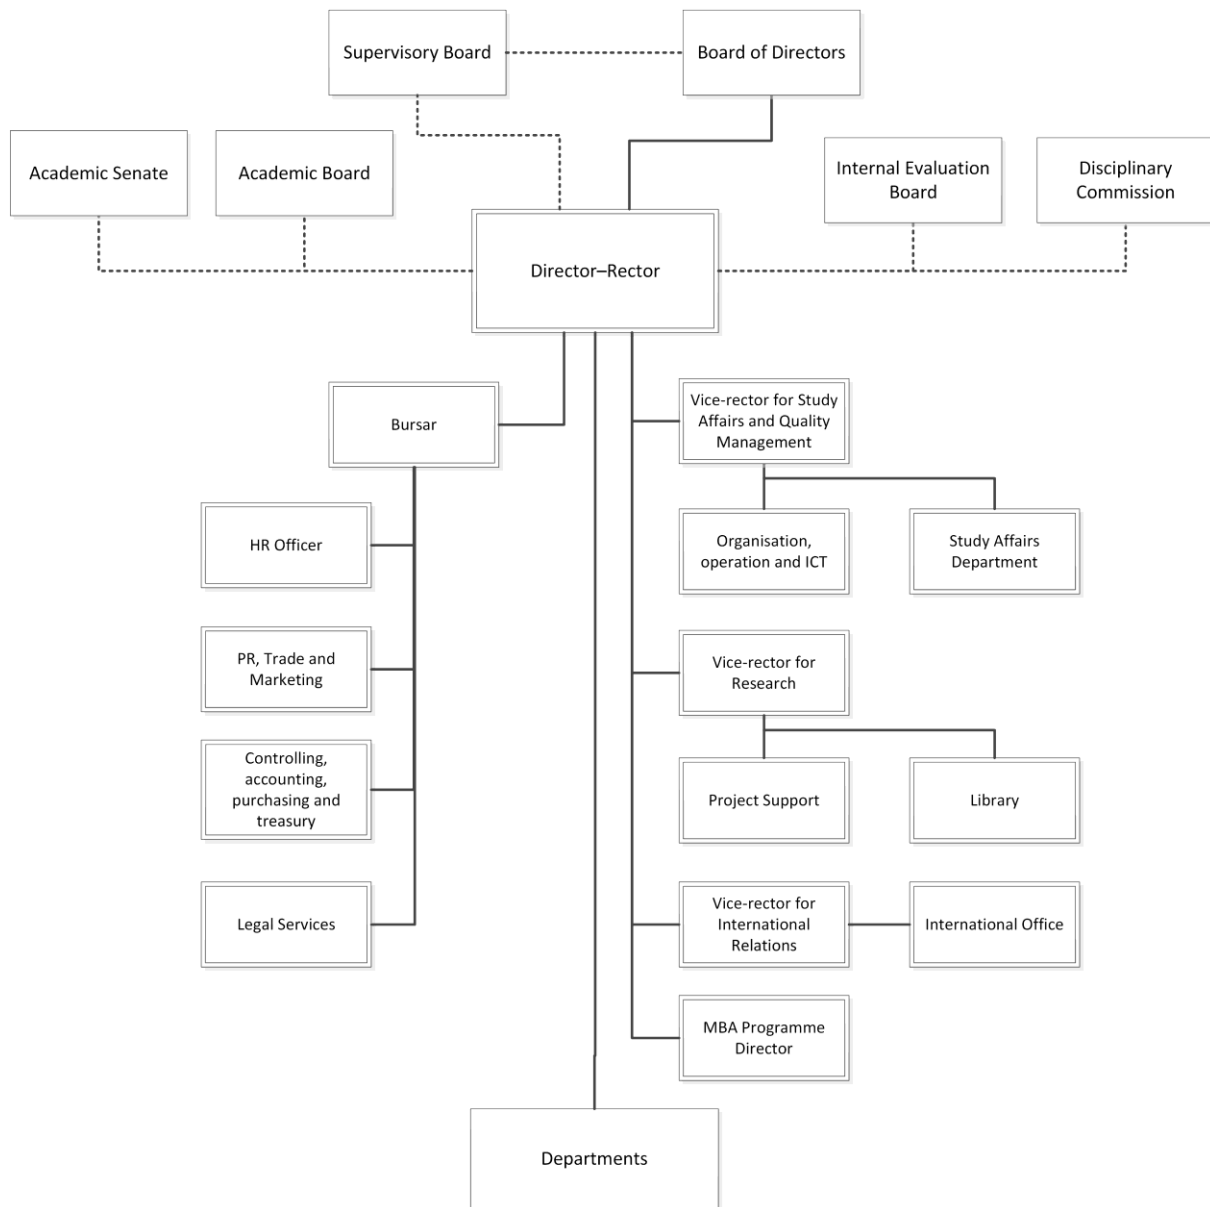 Supervisory Board
Board of Directors
Academic Senate
Academic Board
Internal Evaluation
Board
Disciplinary
Commission
Director–Rector
Bursar
Vice-rector for Study
Affairs and Quality
Management
HR Officer
Organisation,
operation and ICT
Study Affairs
Department
PR, Trade and
Marketing
Vice-rector for
Research
Controlling,
accounting,
purchasing and
treasury
Project Support
Library
Legal Services
Vice-rector for
International
Relations
International Office
MBA Programme
Director
Departments